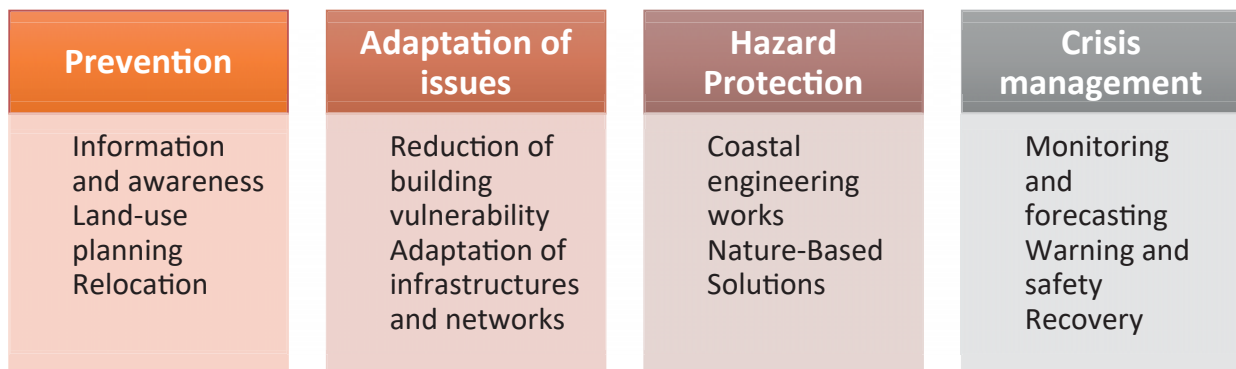 Prevention
Information
and awareness
Land-use
planning
Relocation
Adaptation of
issues
Reduction of
building
vulnerability
Adaptation of
infrastructures
and networks
Hazard
Protection
Coastal
engineering
works
Nature-Based
Solutions
Crisis
management
Monitoring
and
forecasting
Warning and
safety
Recovery